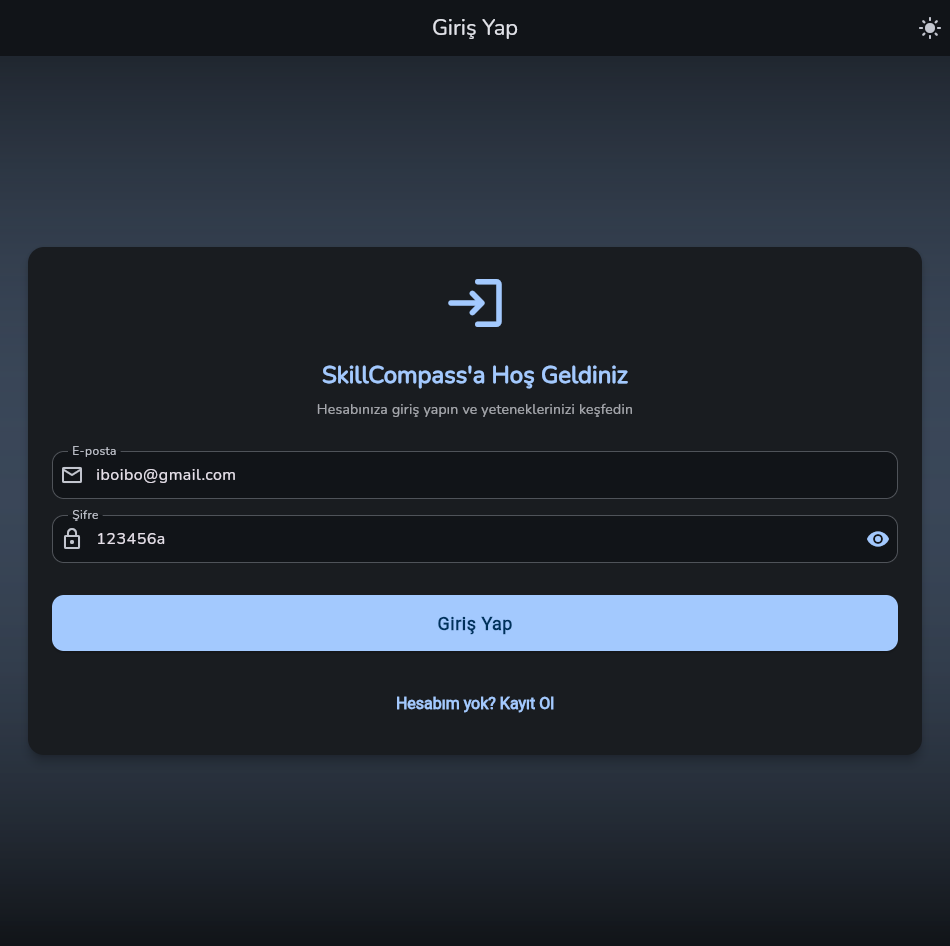 Giriş Yap
SkillCompass'a Hoş Geldiniz
Hesabınıza giriş yapın ve yeteneklerinizi keşfedin
E-posta
iboibo@gmail.com
Şifre
123456a
Giriş Yap
Hesabım yok? Kayıt Ol